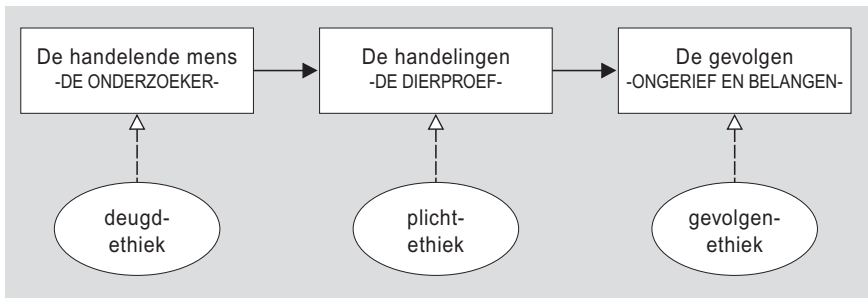 De handelende mens
-DE ONDERZOEKER-
De handelingen
-DE DIERPROEF-
De gevolgen
-ONGERIEF EN BELANGEN-
deugd-
ethiek
plicht-
ethiek
gevolgen-
ethiek